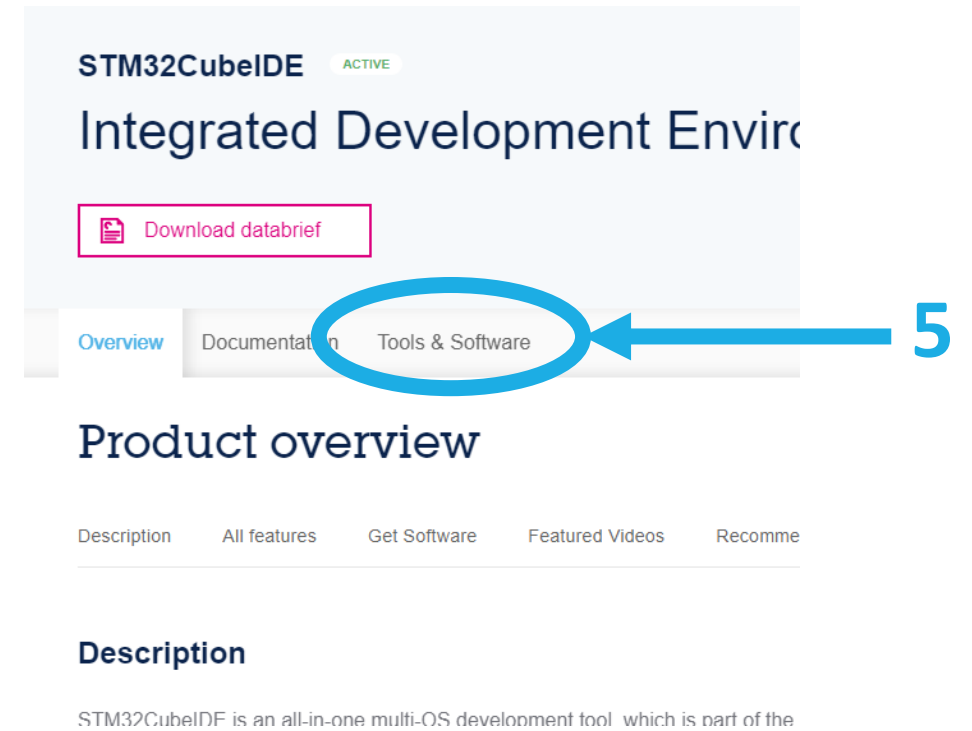 STM32CubeIDE ACTIVE
Integrated Development Enviro
Download databrief
Overview Documentation Tools & Software
5
Product overview
Description All features Get Software Featured Videos Recomme
Description
STM32CubeIDE is an all-in-one multi-OS development tool, which is part of the